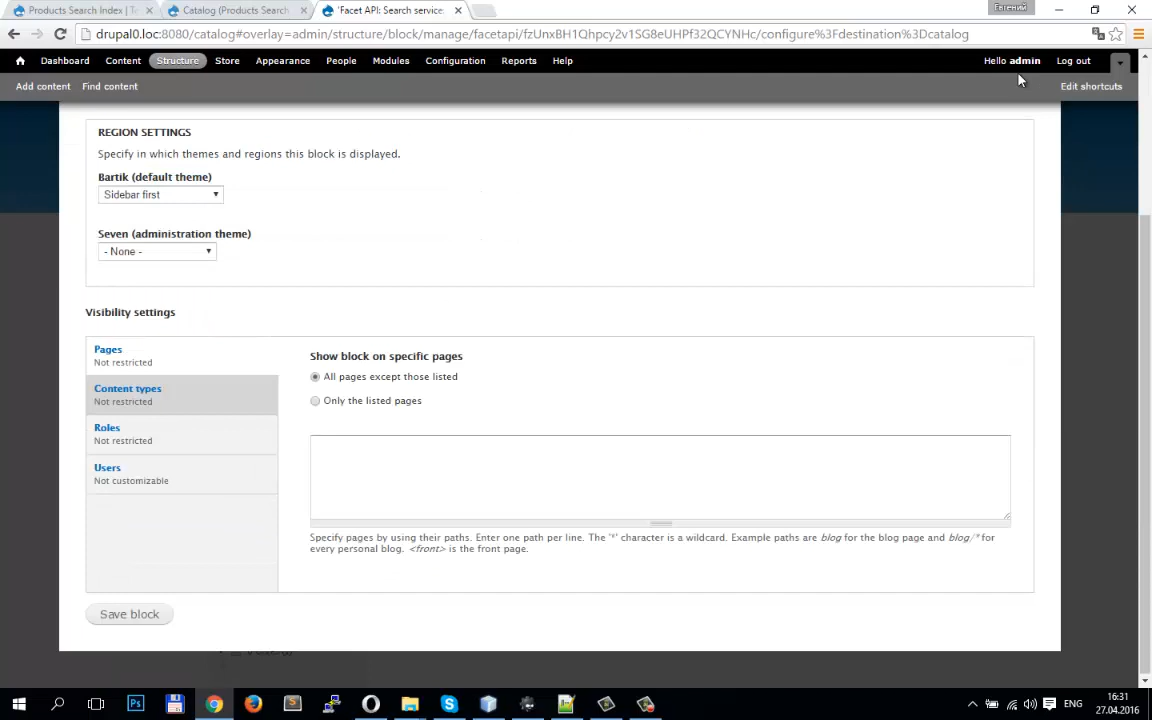 Products Search Index | Te
Catalog (Products Search
'Facet API: Search service
Евгений
drupal0.loc:8080/catalog#overlay=admin/structure/block/manage/facetapi/fzUnxBH1Qhpcy2v1SG8eUHPf32QCYNHc/configure%3Fdestination%3Dcatalog
Dashboard Content Structure Store Appearance People Modules Configuration Reports Help Hello admin Log out
Add content Find content Edit shortcuts
REGION SETTINGS
Specify in which themes and regions this block is displayed.
Bartik (default theme)
Sidebar first
Seven (administration theme)
- None -
Visibility settings
Pages
Not restricted
Content types
Not restricted
Roles
Not restricted
Users
Not customizable
Show block on specific pages
All pages except those listed
Only the listed pages
Specify pages by using their paths. Enter one path per line. The '*' character is a wildcard. Example paths are blog for the blog page and blog/* for
every personal blog. <front> is the front page.
Save block
ENG
16:31
27.04.2016